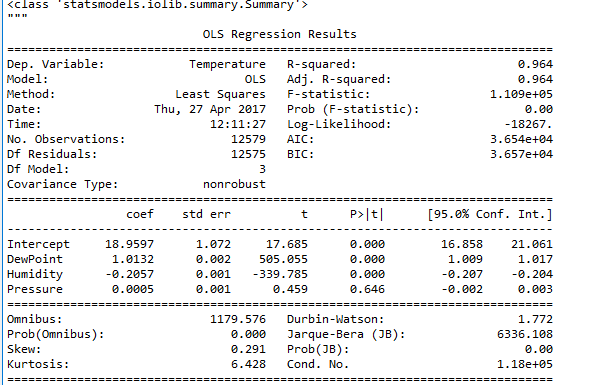 <class 'statsmodels.iolib.summary.Summary'>
"""
                            OLS Regression Results
==============================================================================
Dep. Variable:            Temperature   R-squared:                       0.964
Model:                            OLS   Adj. R-squared:                  0.964
Method:                 Least Squares   F-statistic:                 1.109e+05
Date:                Thu, 27 Apr 2017   Prob (F-statistic):               0.00
Time:                        12:11:27   Log-Likelihood:                -18267.
No. Observations:               12579   AIC:                         3.654e+04
Df Residuals:                   12575   BIC:                         3.657e+04
Df Model:                           3
Covariance Type:            nonrobust
==============================================================================
                 coef    std err          t      P>|t|      [95.0% Conf. Int.]
------------------------------------------------------------------------------
Intercept     18.9597      1.072     17.685      0.000        16.858    21.061
DewPoint       1.0132      0.002    505.055      0.000         1.009     1.017
Humidity      -0.2057      0.001   -339.785      0.000        -0.207    -0.204
Pressure       0.0005      0.001      0.459      0.646        -0.002     0.003
==============================================================================
Omnibus:                     1179.576   Durbin-Watson:                   1.772
Prob(Omnibus):                  0.000   Jarque-Bera (JB):             6336.108
Skew:                           0.291   Prob(JB):                         0.00
Kurtosis:                       6.428   Cond. No.                     1.18e+05
==============================================================================